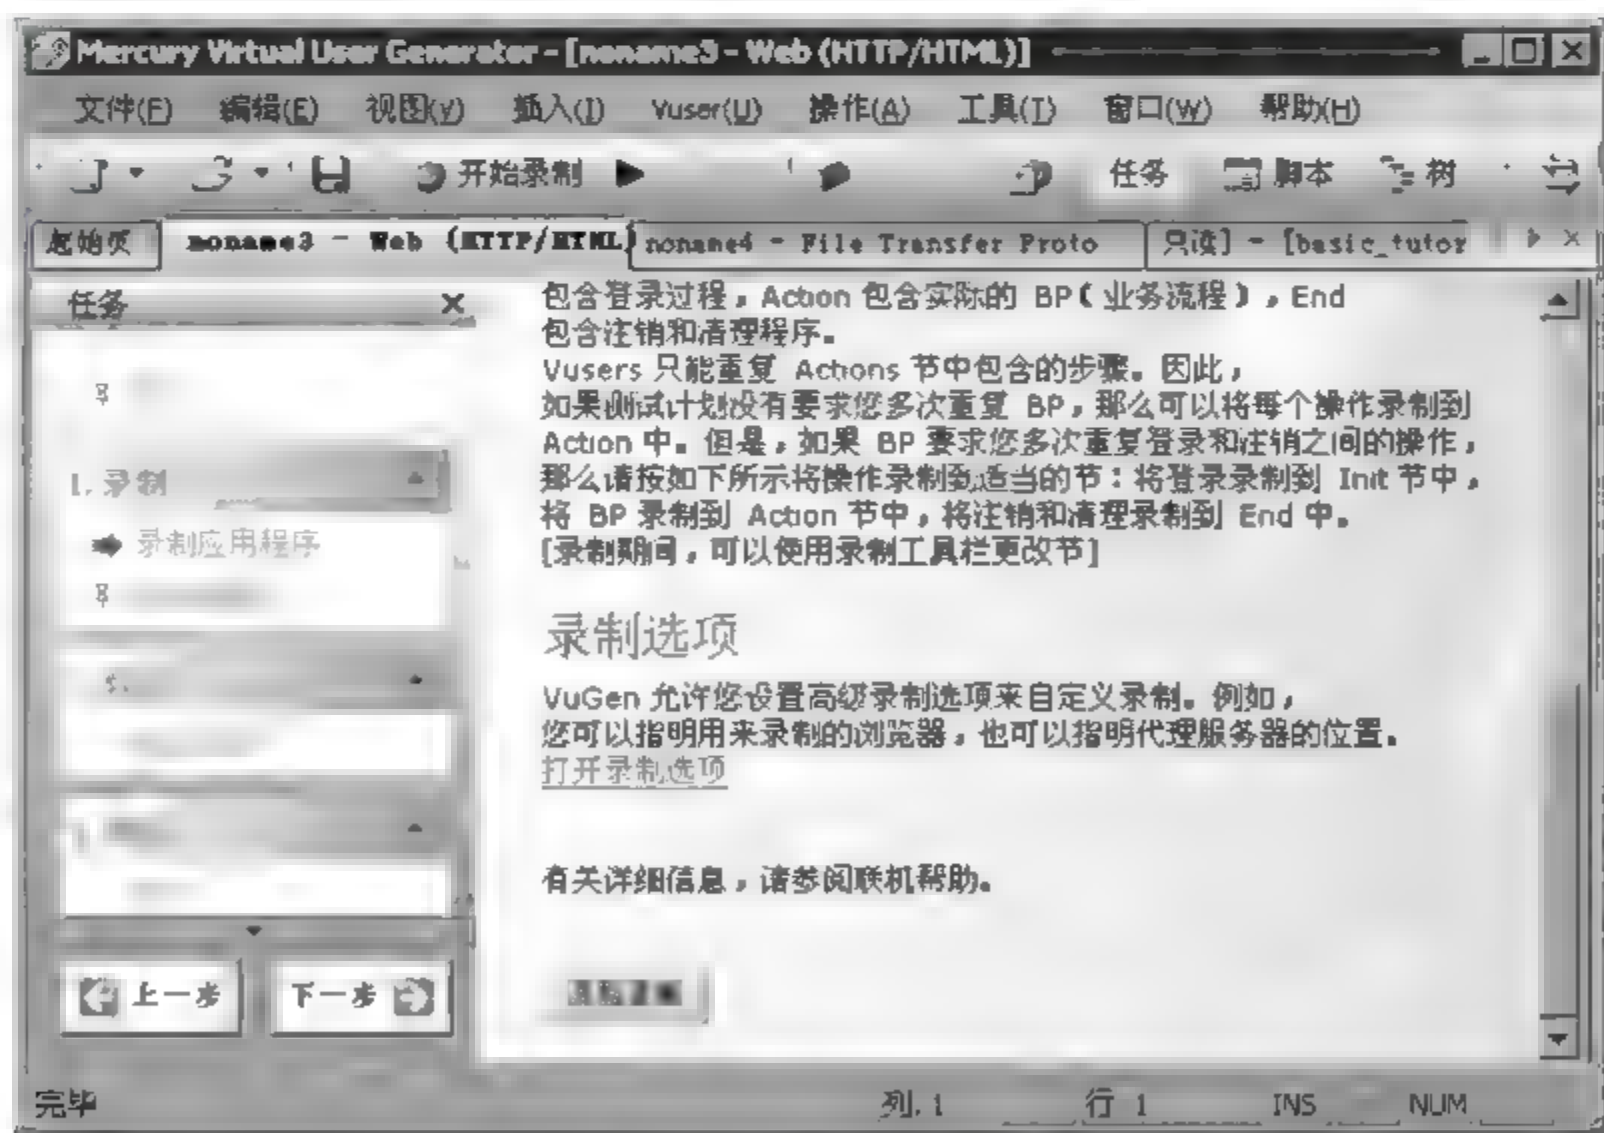 Mercury Virtual User Generator - [noname3 - Web (HTTP/HTML)]
文件(F) 编辑(E) 视图(V) 插入(I) Vuser(U) 操作(A) 工具(T) 窗口(W) 帮助(H)
开始录制 任务 脚本 树
起始页 noname3 - Web (HTTP/HTML) noname4 - File Transfer Proto 只读] - [basic_tutor
任务
包含登录过程，Action 包含实际的 BP（业务流程），End
包含注销和清理程序。
Vusers 只能重复 Actions 节中包含的步骤。因此，
如果测试计划没有要求您多次重复 BP，那么可以将每个操作录制到
Action 中。但是，如果 BP 要求您多次重复登录和注销之间的操作，
那么请按如下所示将操作录制到适当的节：将登录录制到 Init 节中，
将 BP 录制到 Action 节中，将注销和清理录制到 End 中。
[录制期间，可以使用录制工具栏更改节]
1. 录制
录制应用程序
录制选项
VuGen 允许您设置高级录制选项来自定义录制。例如，
您可以指明用来录制的浏览器，也可以指明代理服务器的位置。
打开录制选项
有关详细信息，请参阅联机帮助。
上一步 下一步
完毕 列. 1 行 1 INS NUM